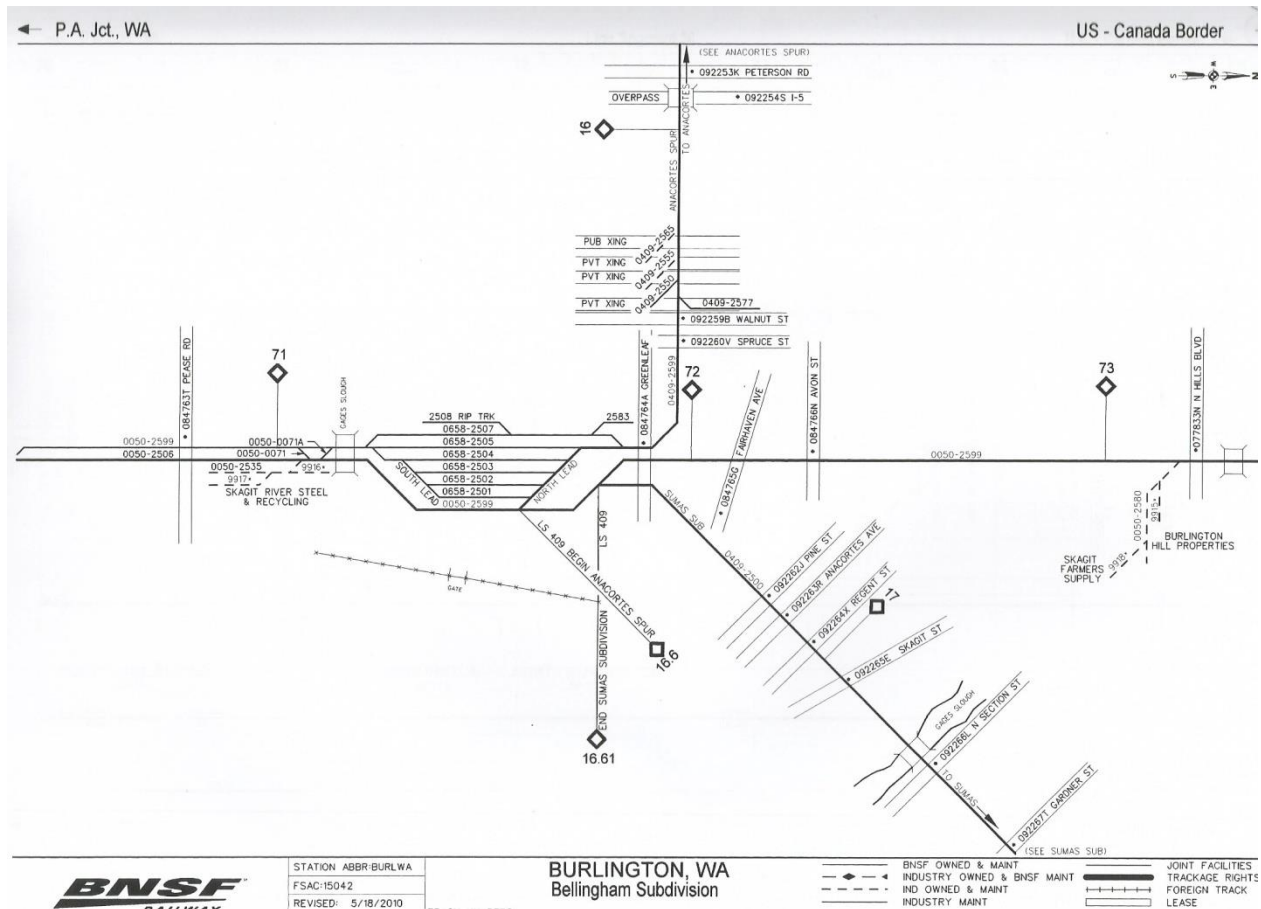 P.A. Jct., WA
US - Canada Border
(SEE ANACORTES SPUR)
092253K PETERSON RD
OVERPASS
092254S I-5
S
W
E
N
16
TO ANACORTES
ANACORTES SPUR
PUB XING
0409-2565
PVT XING
0409-2555
PVT XING
0409-2550
PVT XING
0409-2577
092259B WALNUT ST
092260V SPRUCE ST
084763T PEASE RD
71
GAGES SLOUGH
084764A GREENLEAF
0409-2599
72
084765G FAIRHAVEN AVE
084766N AVON ST
73
077783N N HILLS BLVD
2508 RIP TRK
2583
0658-2507
0050-2599
0050-0071A
0658-2505
0050-2506
0050-0071
0658-2504
0050-2599
0050-2535
9916
0658-2503
9917
0658-2502
SKAGIT RIVER STEEL
& RECYCLING
SOUTH LEAD
0658-2501
NORTH LEAD
0050-2599
SUMAS SUB
0050-2580
9915
BURLINGTON
HILL PROPERTIES
SKAGIT
FARMERS
SUPPLY
9918
LS 409
LS 409 BEGIN ANACORTES SPUR
0409-2500
092262J PINE ST
092263R ANACORTES AVE
092264X REGENT ST
17
GATE
END SUMAS SUBDIVISION
16.6
092265E SKAGIT ST
GAGES SLOUGH
092266L N SECTION ST
16.61
TO SUMAS
092267T GARDNER ST
(SEE SUMAS SUB)
BNSF
RAILWAY
STATION ABBR:BURLWA
FSAC:15042
REVISED: 5/18/2010
BURLINGTON, WA
Bellingham Subdivision
BNSF OWNED & MAINT
INDUSTRY OWNED & BNSF MAINT
IND OWNED & MAINT
INDUSTRY MAINT
JOINT FACILITIES
TRACKAGE RIGHTS
FOREIGN TRACK
LEASE